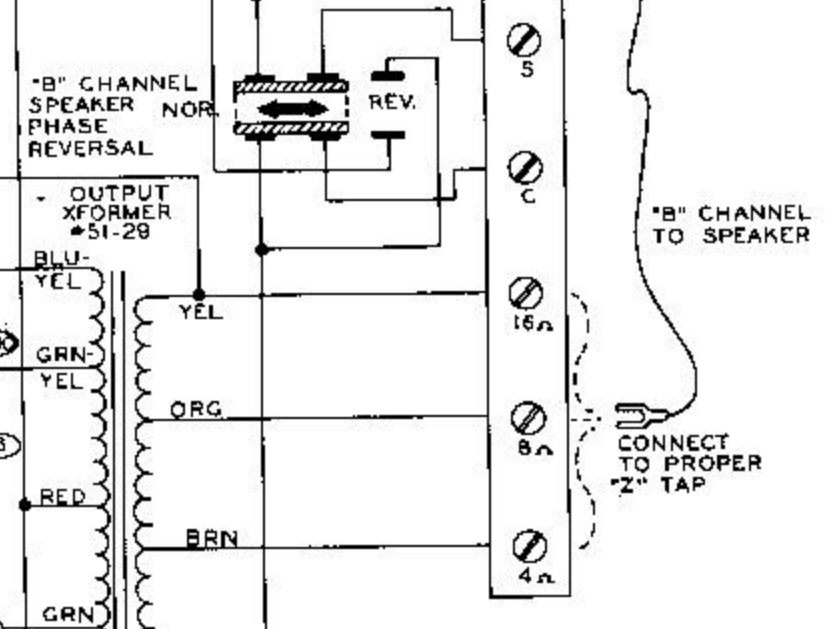 "B" CHANNEL
SPEAKER
PHASE
REVERSAL
NOR.
REV.
S
C
"B" CHANNEL
TO SPEAKER
OUTPUT
XFORMER
#51-29
BLU-
YEL
GRN-
YEL
RED
GRN
YEL
ORG
BRN
16Ω
8Ω
4Ω
CONNECT
TO PROPER
"Z" TAP